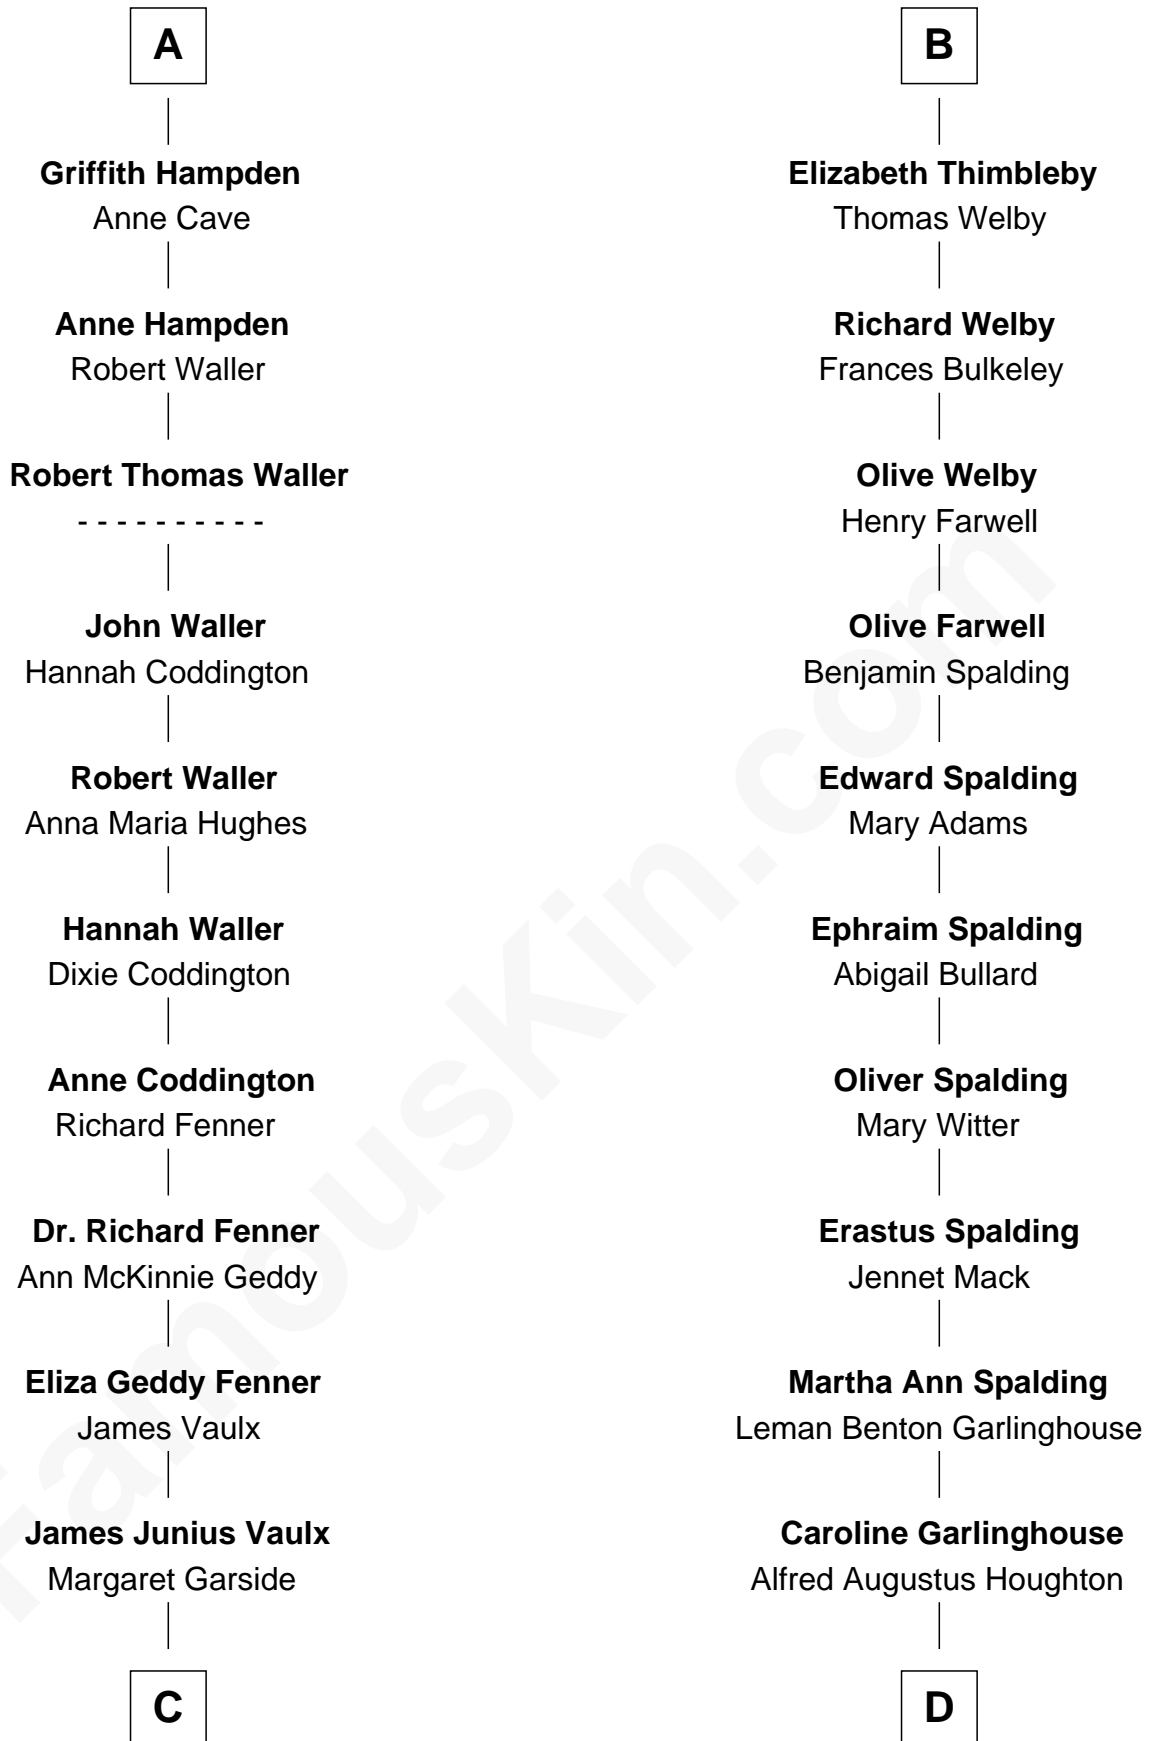 A
Griffith Hampden
Anne Cave
Anne Hampden
Robert Waller
Robert Thomas Waller
- - - - - - - - - -
John Waller
Hannah Coddington
Robert Waller
Anna Maria Hughes
Hannah Waller
Dixie Coddington
Anne Coddington
Richard Fenner
Dr. Richard Fenner
Ann McKinnie Geddy
Eliza Geddy Fenner
James Vaulx
James Junius Vaulx
Margaret Garside
C
B
Elizabeth Thimbleby
Thomas Welby
Richard Welby
Frances Bulkeley
Olive Welby
Henry Farwell
Olive Farwell
Benjamin Spalding
Edward Spalding
Mary Adams
Ephraim Spalding
Abigail Bullard
Oliver Spalding
Mary Witter
Erastus Spalding
Jennet Mack
Martha Ann Spalding
Leman Benton Garlinghouse
Caroline Garlinghouse
Alfred Augustus Houghton
D
FamousKin.com